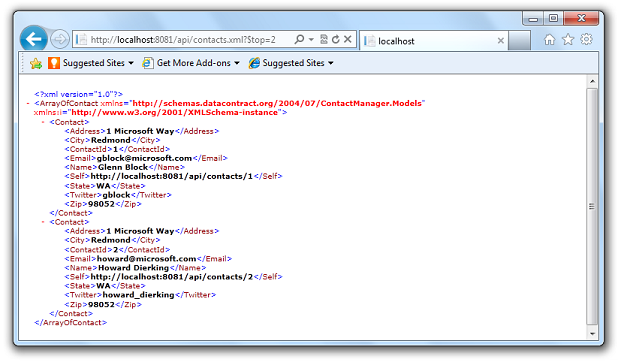 http://localhost:8081/api/contacts.xml?$top=2
localhost
Suggested Sites
Get More Add-ons
Suggested Sites
<?xml version="1.0"?>
- <ArrayOfContact xmlns="http://schemas.datacontract.org/2004/07/ContactManager.Models"
xmlns:i="http://www.w3.org/2001/XMLSchema-instance">
- <Contact>
<Address>1 Microsoft Way</Address>
<City>Redmond</City>
<ContactId>1</ContactId>
<Email>gblock@microsoft.com</Email>
<Name>Glenn Block</Name>
<Self>http://localhost:8081/api/contacts/1</Self>
<State>WA</State>
<Twitter>gblock</Twitter>
<Zip>98052</Zip>
</Contact>
- <Contact>
<Address>1 Microsoft Way</Address>
<City>Redmond</City>
<ContactId>2</ContactId>
<Email>howard@microsoft.com</Email>
<Name>Howard Dierking</Name>
<Self>http://localhost:8081/api/contacts/2</Self>
<State>WA</State>
<Twitter>howard_dierking</Twitter>
<Zip>98052</Zip>
</Contact>
</ArrayOfContact>